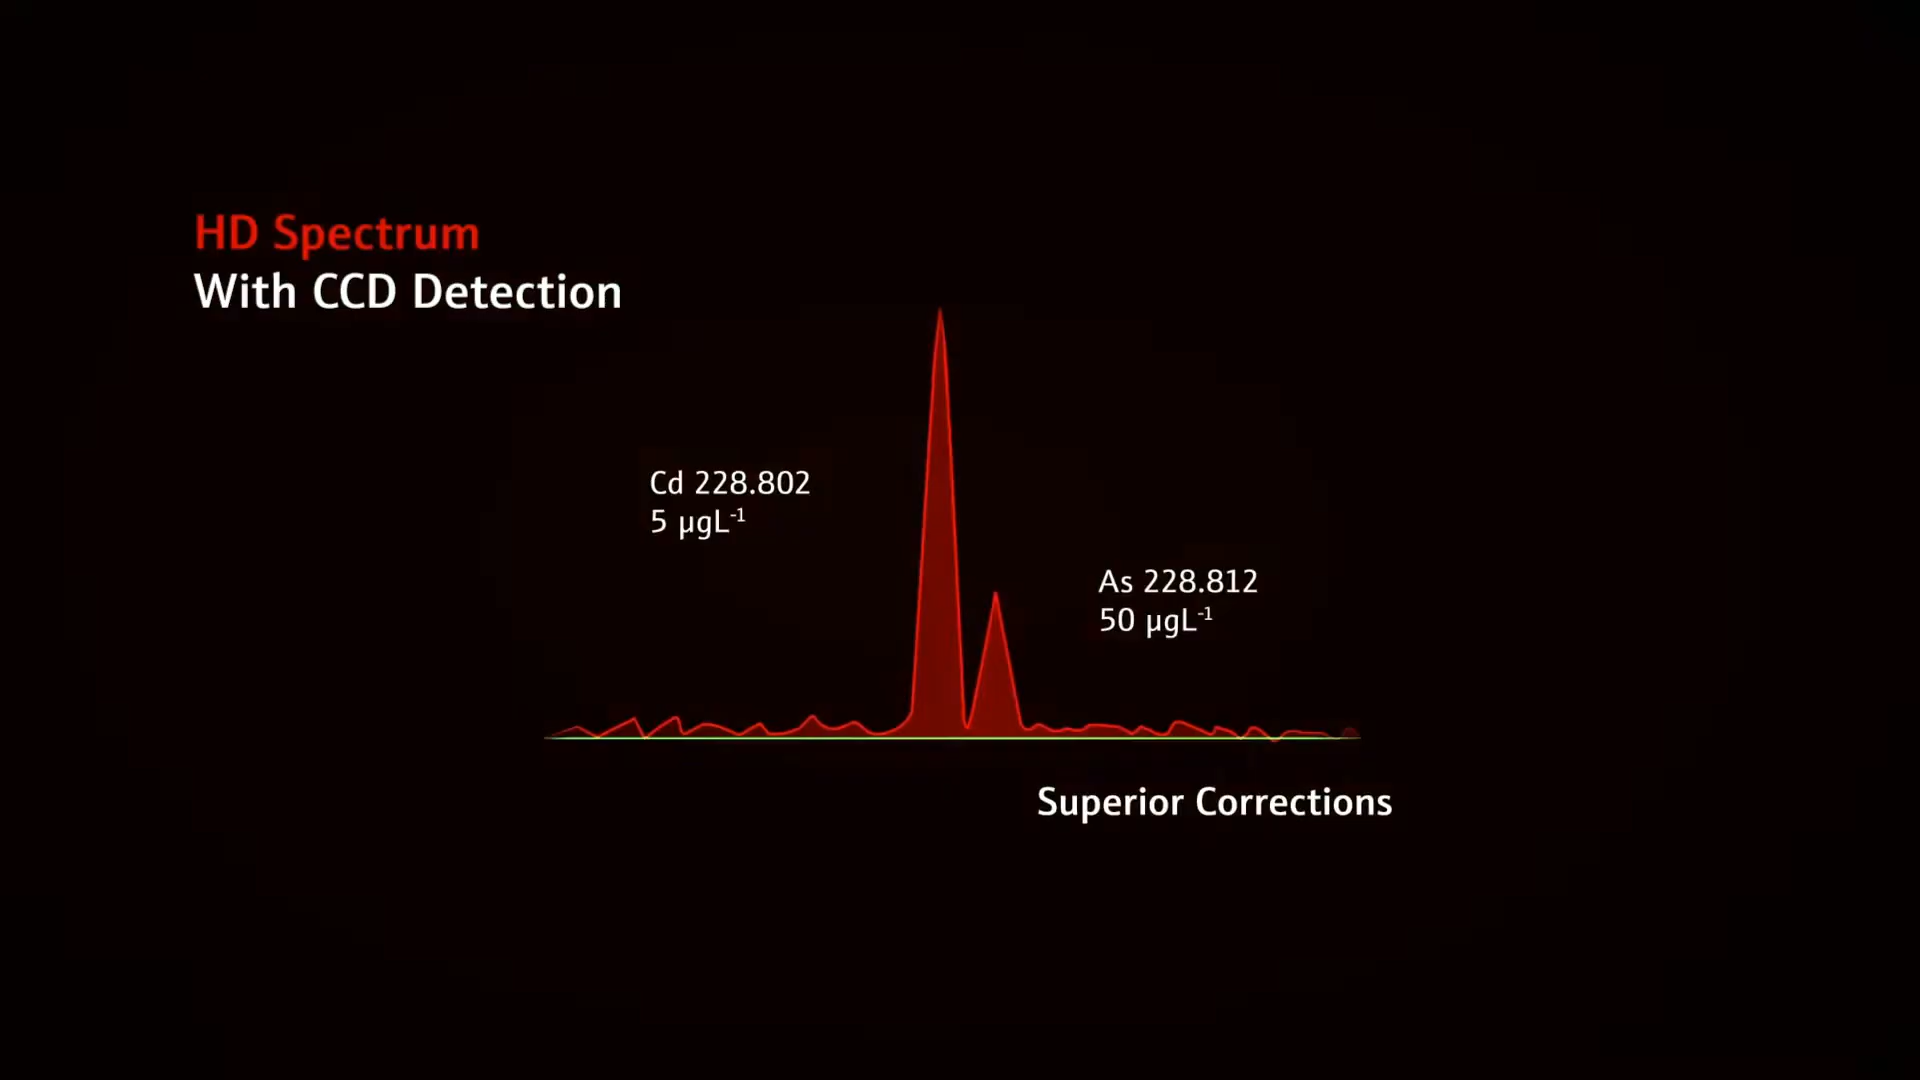 HD Spectrum
With CCD Detection
Cd 228.802
5 µgL⁻¹
As 228.812
50 µgL⁻¹
Superior Corrections